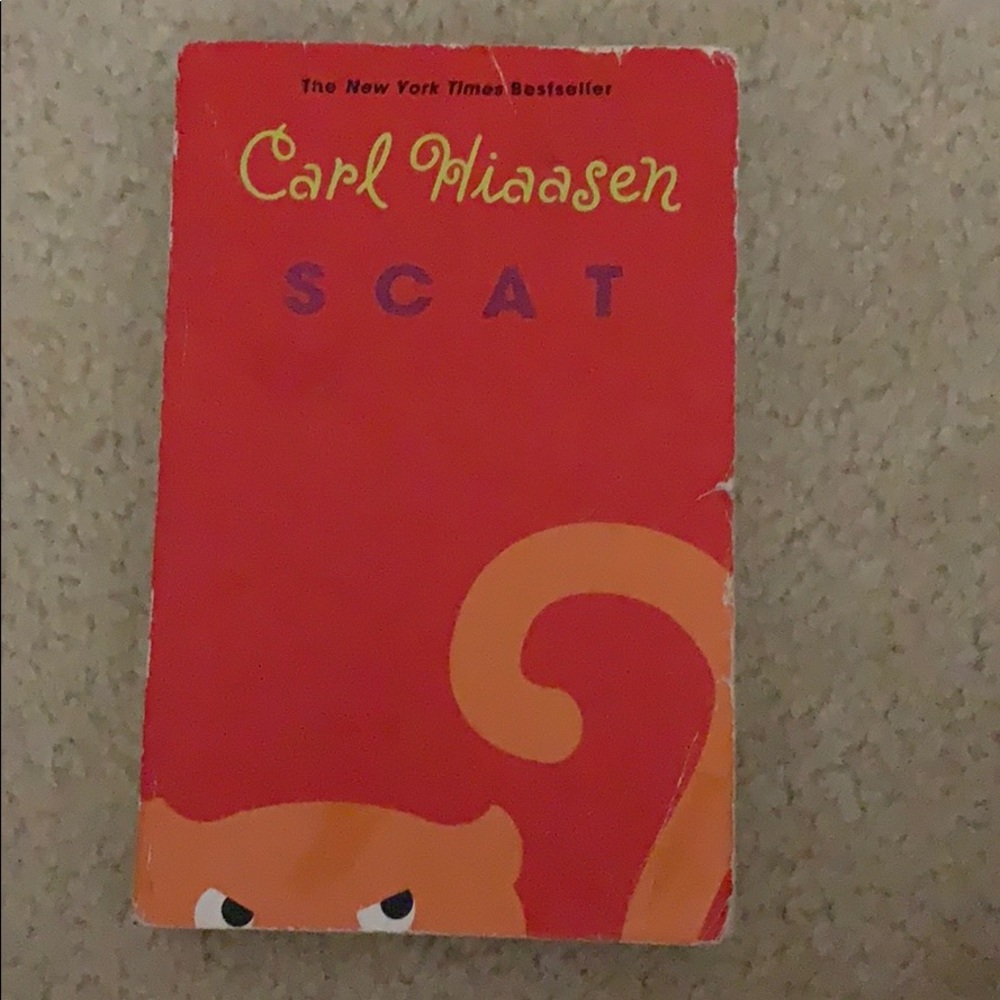 The New York Times Bestseller
Carl Hiaasen
SCAT